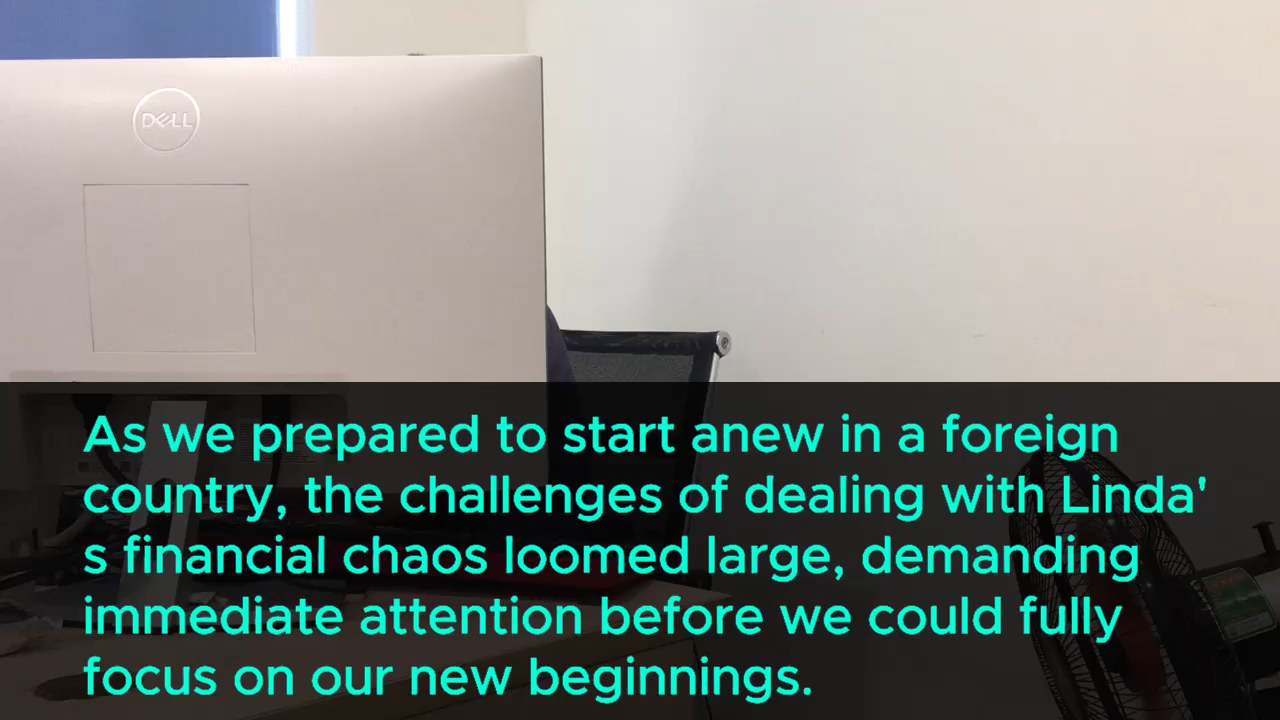 DELL
As we prepared to start anew in a foreign
country, the challenges of dealing with Linda'
s financial chaos loomed large, demanding
immediate attention before we could fully
focus on our new beginnings.